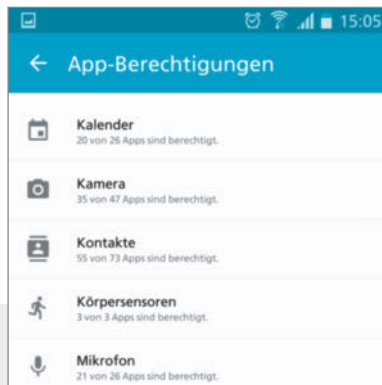 15:05
App-Berechtigungen
Kalender
20 von 26 Apps sind berechtigt.
Kamera
35 von 47 Apps sind berechtigt.
Kontakte
55 von 73 Apps sind berechtigt.
Körpersensoren
3 von 3 Apps sind berechtigt.
Mikrofon
21 von 26 Apps sind berechtigt.